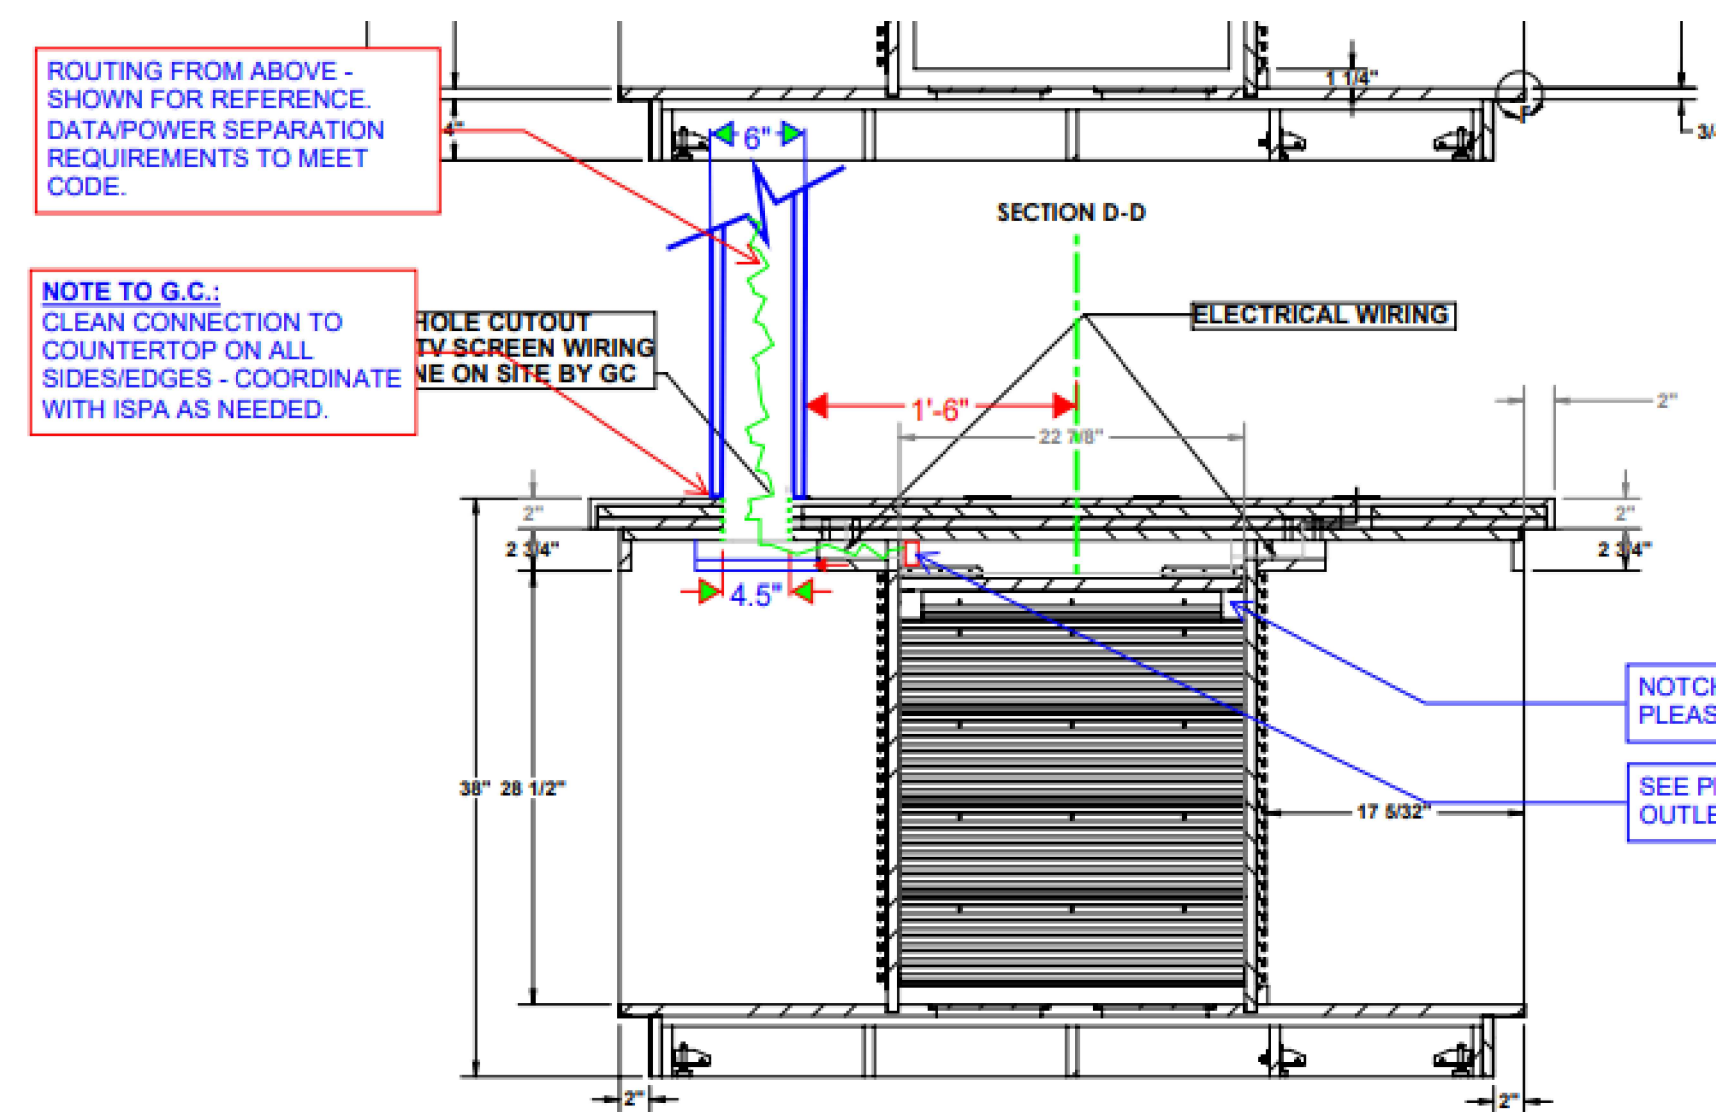 ROUTING FROM ABOVE -
SHOWN FOR REFERENCE.
DATA/POWER SEPARATION
REQUIREMENTS TO MEET
CODE.
4"
6"
1 1/4"
SECTION D-D
NOTE TO G.C.:
CLEAN CONNECTION TO
COUNTERTOP ON ALL
SIDES/EDGES - COORDINATE
WITH ISPA AS NEEDED.
HOLE CUTOUT
TV SCREEN WIRING
NE ON SITE BY GC
ELECTRICAL WIRING
1'-6"
22 7/8"
2"
2"
2 3/4"
2"
2 3/4"
4.5"
38"
28 1/2"
17 5/32"
NOTCH
PLEAS
SEE P
OUTLE
2"
2"